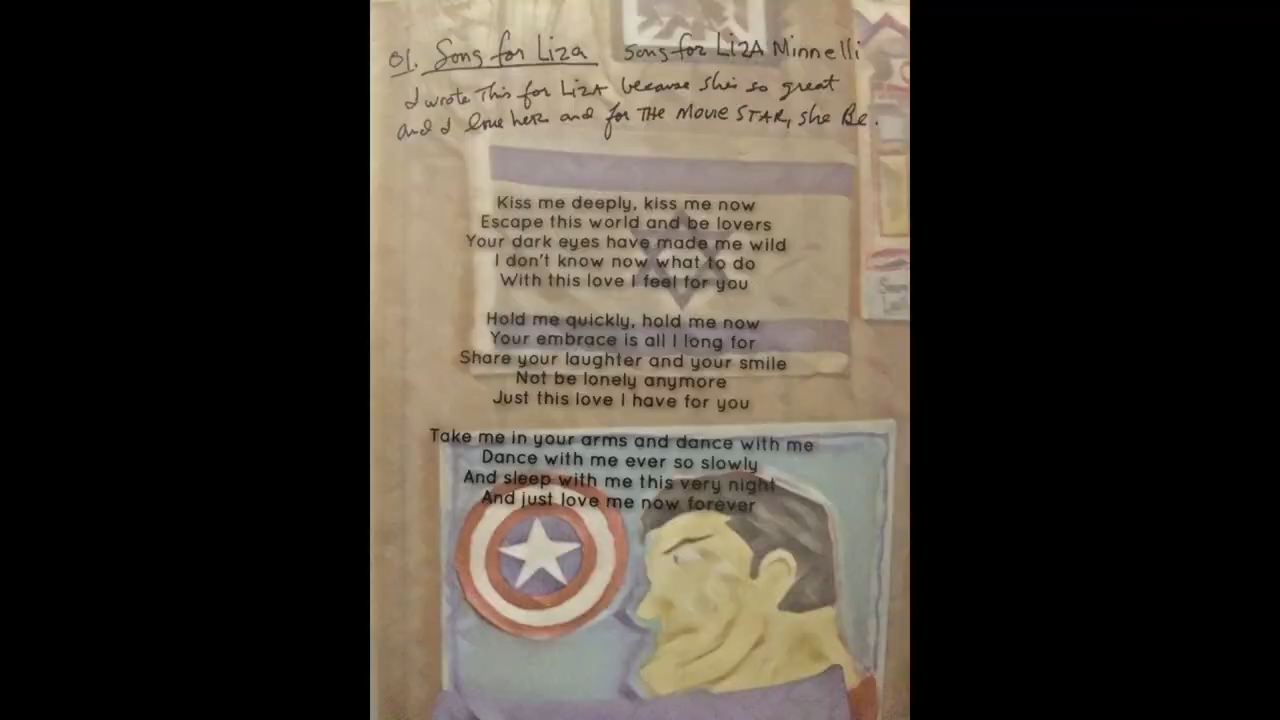 01. Song for Liza Song for LIZA Minnelli
I wrote This for LIZA because she is so great
and I love her and for THE MOVIE STAR, she Be.
Kiss me deeply, kiss me now
Escape this world and be lovers
Your dark eyes have made me wild
I don't know now what to do
With this love I feel for you
Hold me quickly, hold me now
Your embrace is all I long for
Share your laughter and your smile
Not be lonely anymore
Just this love I have for you
Take me in your arms and dance with me
Dance with me ever so slowly
And sleep with me this very night
And just love me now forever